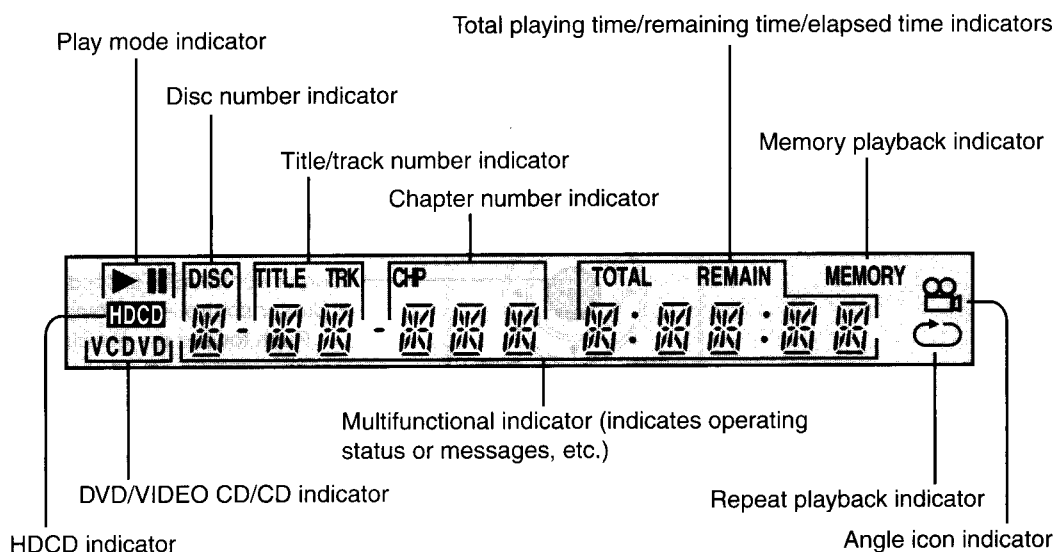 Total playing time/remaining time/elapsed time indicators
Play mode indicator
Disc number indicator
Memory playback indicator
Title/track number indicator
Chapter number indicator
DISC TITLE TRK CHP TOTAL REMAIN MEMORY
HDCD
VCDVD
Multifunctional indicator (indicates operating
status or messages, etc.)
DVD/VIDEO CD/CD indicator
Repeat playback indicator
HDCD indicator
Angle icon indicator